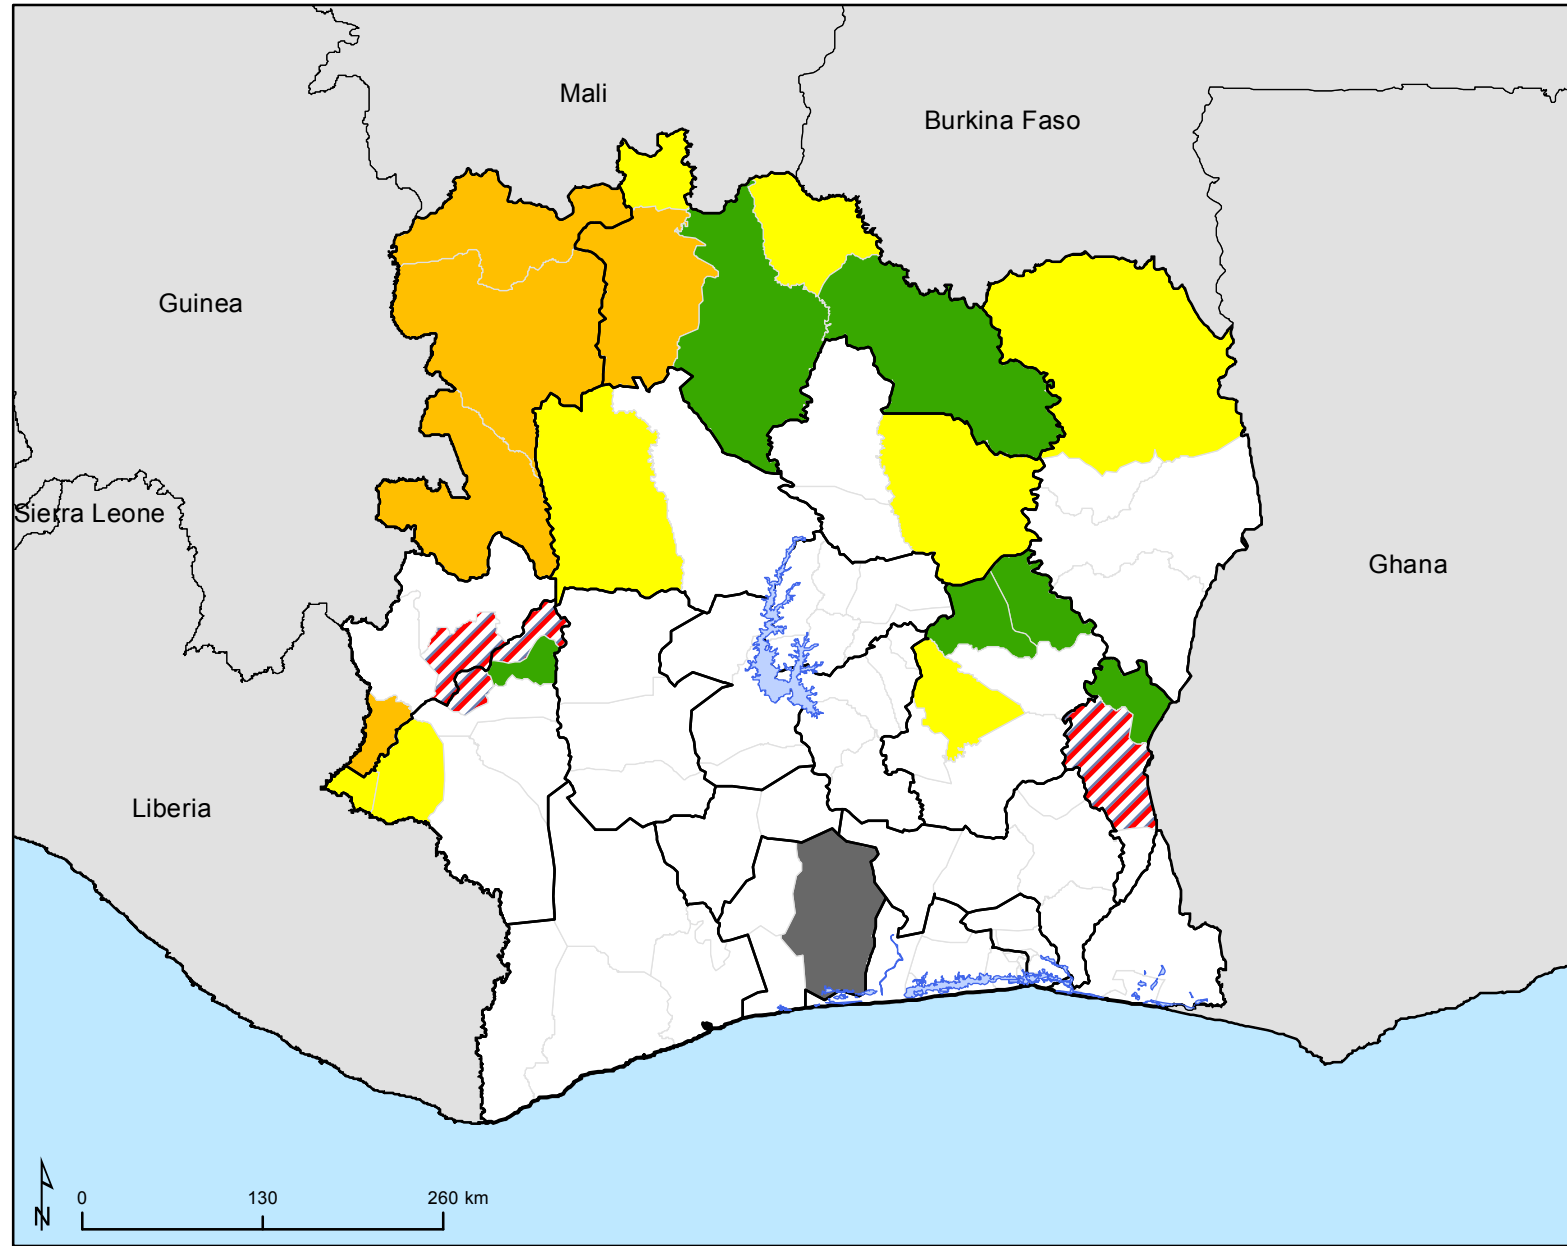 Mali
Burkina Faso
Guinea
Sierra Leone
Ghana
Liberia
N
0 130 260 km